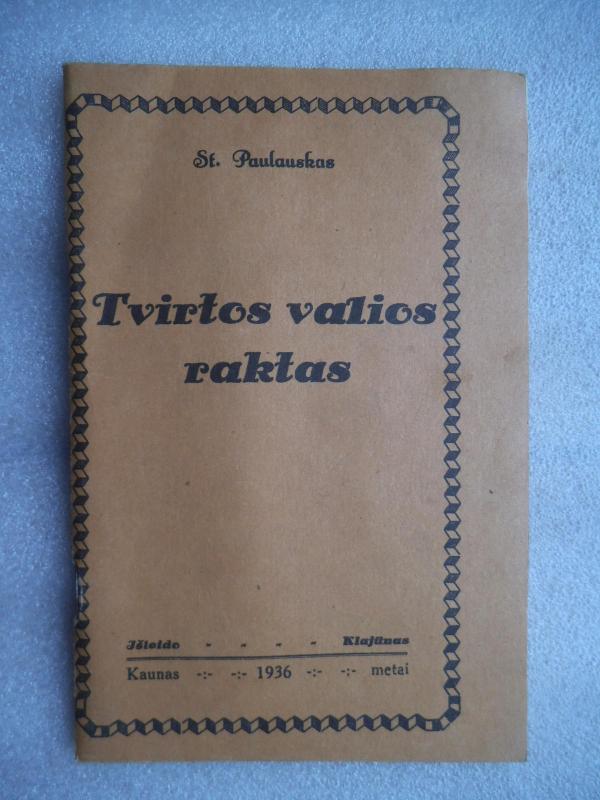 St. Paulauskas
Tvirtos valios
raktas
Išleido - - - - Klajūnas
Kaunas -:- -:- 1936 -:- -:- metai